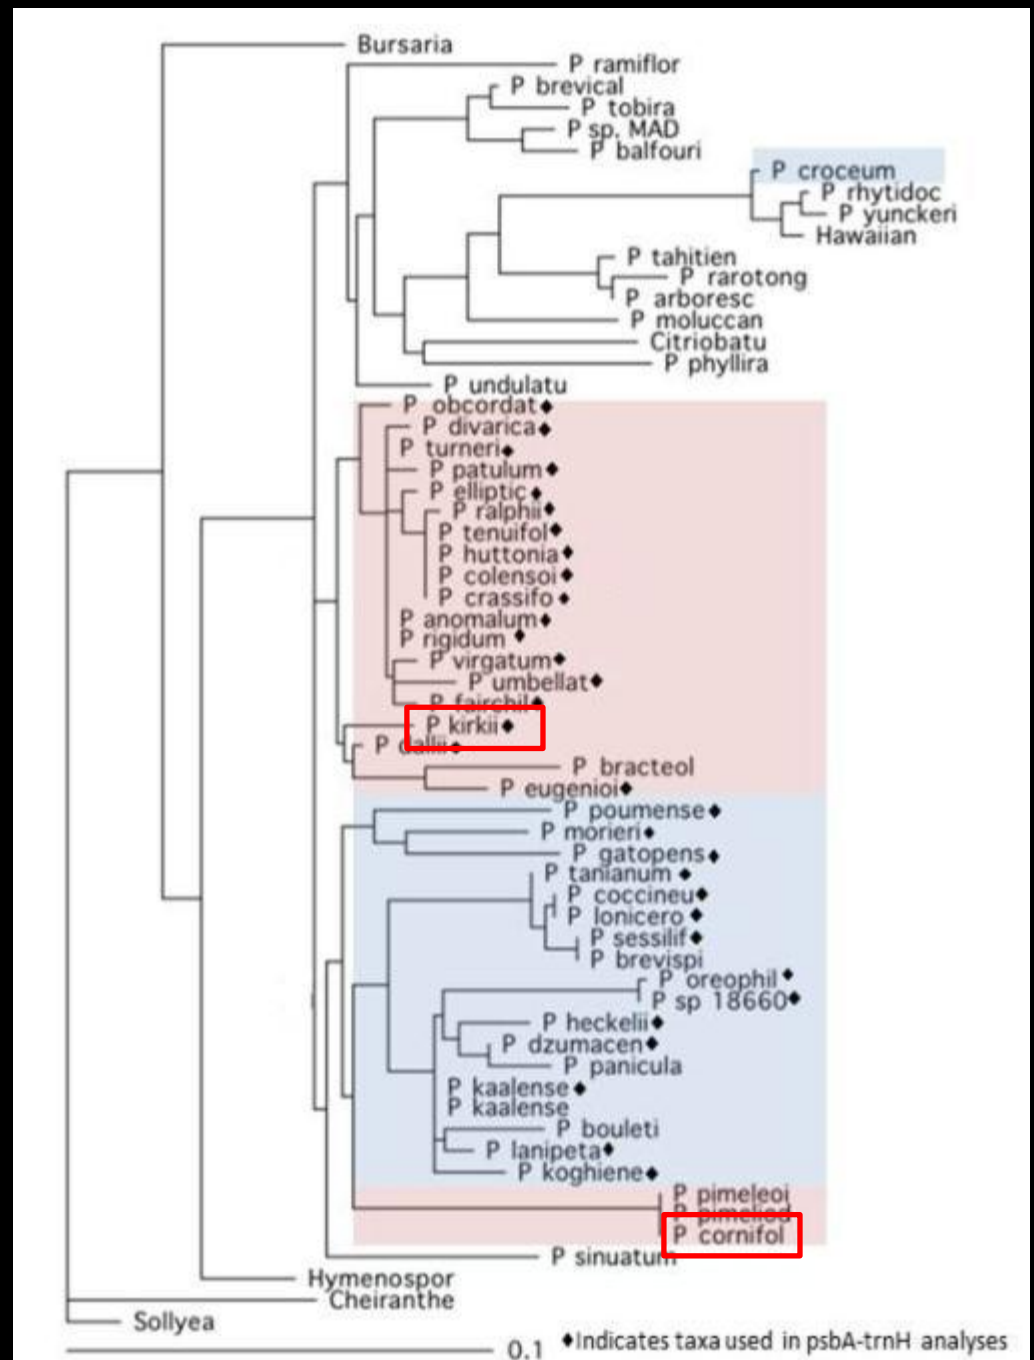 Bursaria
P ramiflor
P brevical
P tobira
P sp. MAD
P balfouri
P croceum
P rhytidoc
P yunckeri
Hawaiian
P tahitien
P rarotong
P arboresc
P moluccan
Citriobatu
P phyllira
P undulatu
P obcordat♦
P divarica♦
P turneri♦
P patulum♦
P elliptic♦
P ralphii♦
P tenuifol♦
P huttonia♦
P colensoi♦
P crassifo♦
P anomalum♦
P rigidum♦
P virgatum♦
P umbellat♦
P fairchil♦
P kirkii♦
P dallii♦
P bracteol
P eugenioi♦
P poumense♦
P morieri♦
P gatopens♦
P tanianum♦
P coccineu♦
P lonicero♦
P sessilif♦
P brevispi
P oreophil♦
P sp 18660♦
P heckelii♦
P dzumacen♦
P panicula
P kaalense♦
P kaalense
P bouleti
P lanipeta♦
P koghiene♦
P pimeleoi
P pimeliod
P cornifol
P sinuatum
Hymenospor
Cheiranthe
Sollyea
0.1
♦Indicates taxa used in psbA-trnH analyses